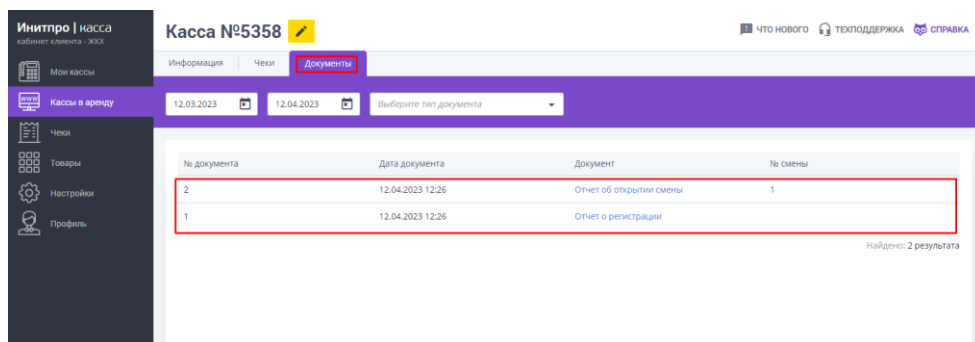 Инитпро | касса
кабинет клиента - ЖКХ
Мои кассы
WWW
Кассы в аренду
Чеки
Товары
Настройки
Профиль
Касса №5358
ЧТО НОВОГО ТЕХПОДДЕРЖКА СПРАВКА
Информация Чеки Документы
12.03.2023 12.04.2023 Выберите тип документа
№ документа Дата документа Документ № смены
2 12.04.2023 12:26 Отчет об открытии смены 1
1 12.04.2023 12:26 Отчет о регистрации
Найдено: 2 результата